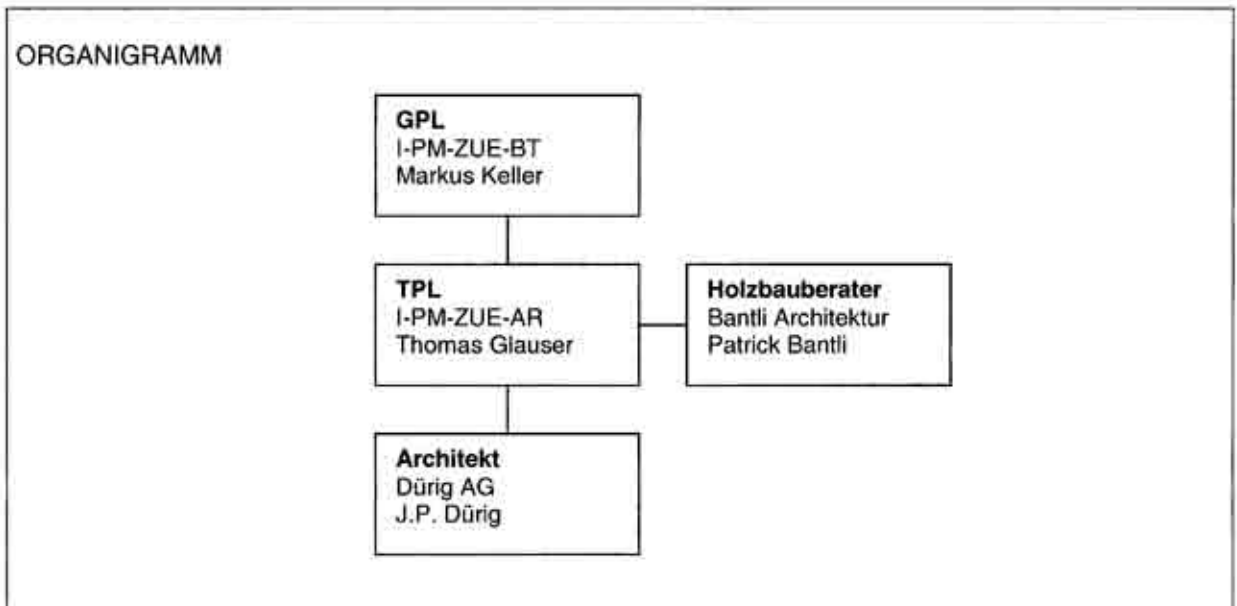 ORGANIGRAMM
GPL
I-PM-ZUE-BT
Markus Keller
TPL
I-PM-ZUE-AR
Thomas Glauser
Holzbauberater
Bantli Architektur
Patrick Bantli
Architekt
Dürig AG
J.P. Dürig